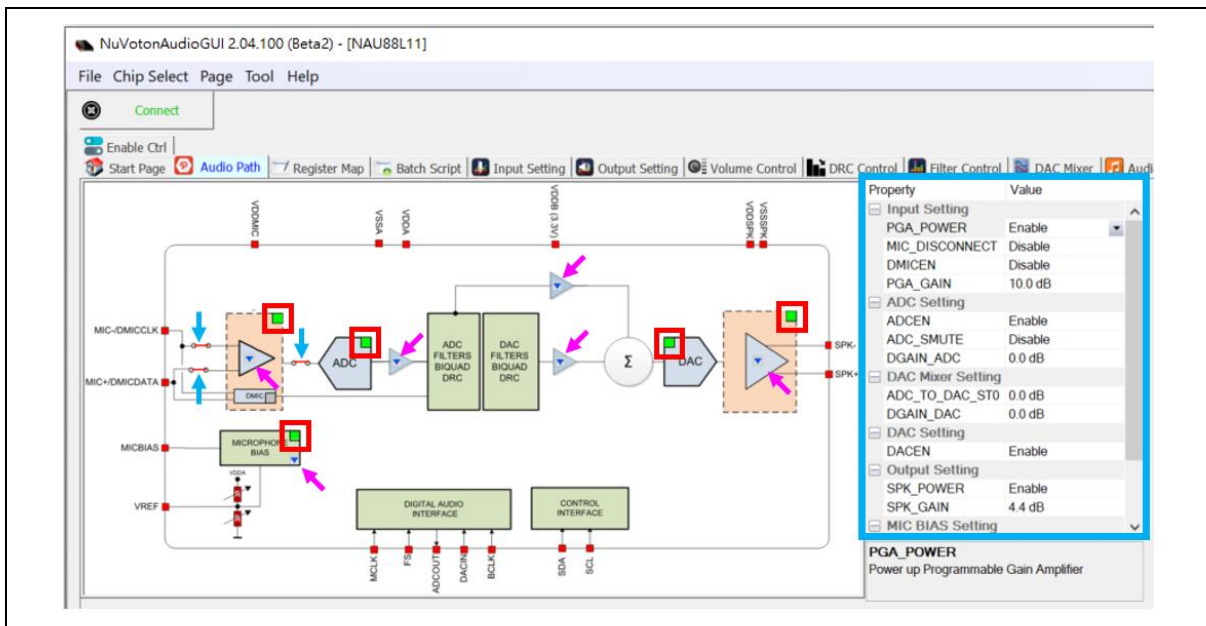 NuVotonAudioGUI 2.04.100 (Beta2) - [NAU88L11]
File Chip Select Page Tool Help
Connect
Enable Ctrl
Start Page Audio Path Register Map Batch Script Input Setting Output Setting Volume Control DRC Control Filter Control DAC Mixer Audi
VDDMIC
VSSA
VDDA
VDDB (3.3V)
VDDSPK
VSSSPK
MIC-/DMICCLK
MIC+/DMICDATA
DMIC
ADC
ADC
FILTERS
BIQUAD
DRC
DAC
FILTERS
BIQUAD
DRC
Σ
DAC
SPK-
SPK+
MICBIAS
MICROPHONE
BIAS
VDDA
VREF
DIGITAL AUDIO
INTERFACE
CONTROL
INTERFACE
MCLK
FS
ADCOUT
DACIN
BCLK
SDA
SCL
Property Value
Input Setting
PGA_POWER Enable
MIC_DISCONNECT Disable
DMICEN Disable
PGA_GAIN 10.0 dB
ADC Setting
ADCEN Enable
ADC_SMUTE Disable
DGAIN_ADC 0.0 dB
DAC Mixer Setting
ADC_TO_DAC_ST0 0.0 dB
DGAIN_DAC 0.0 dB
DAC Setting
DACEN Enable
Output Setting
SPK_POWER Enable
SPK_GAIN 4.4 dB
MIC BIAS Setting
PGA_POWER
Power up Programmable Gain Amplifier